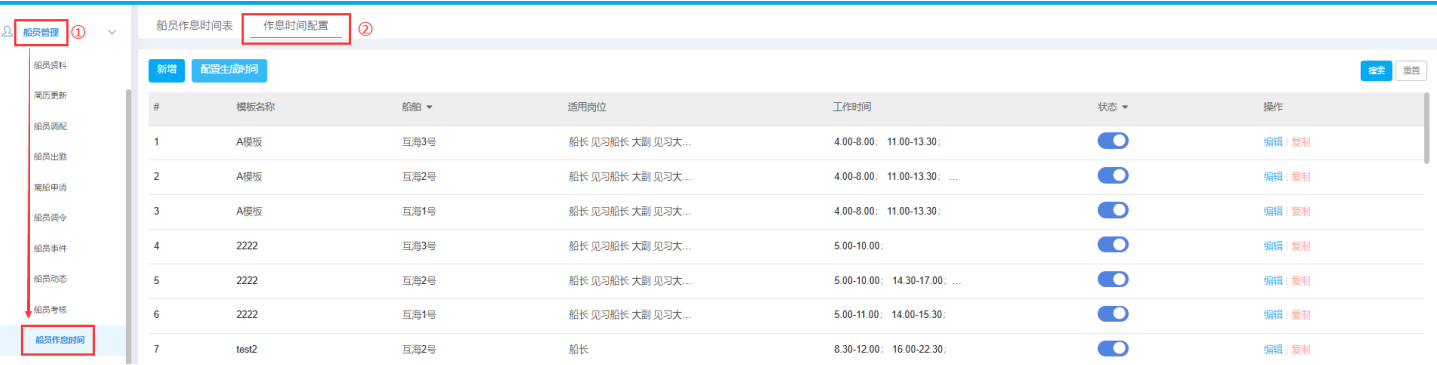 船员管理 ①
船员资料
简历更新
船员调配
船员出勤
离船申请
船员调令
船员事件
船员动态
船员考核
船员作息时间
船员作息时间表 作息时间配置 ②
新增 配置生成时间 搜索 重置
# 模板名称 船舶 适用岗位 工作时间 状态 操作
1 A模板 互海3号 船长 见习船长 大副 见习大... 4.00-8.00; 11.00-13.30; 编辑 | 复制
2 A模板 互海2号 船长 见习船长 大副 见习大... 4.00-8.00; 11.00-13.30; ... 编辑 | 复制
3 A模板 互海1号 船长 见习船长 大副 见习大... 4.00-8.00; 11.00-13.30; 编辑 | 复制
4 2222 互海3号 船长 见习船长 大副 见习大... 5.00-10.00; 编辑 | 复制
5 2222 互海2号 船长 见习船长 大副 见习大... 5.00-10.00; 14.30-17.00; ... 编辑 | 复制
6 2222 互海1号 船长 见习船长 大副 见习大... 5.00-11.00; 14.00-15.30; 编辑 | 复制
7 test2 互海2号 船长 8.30-12.00; 16.00-22.30; 编辑 | 复制